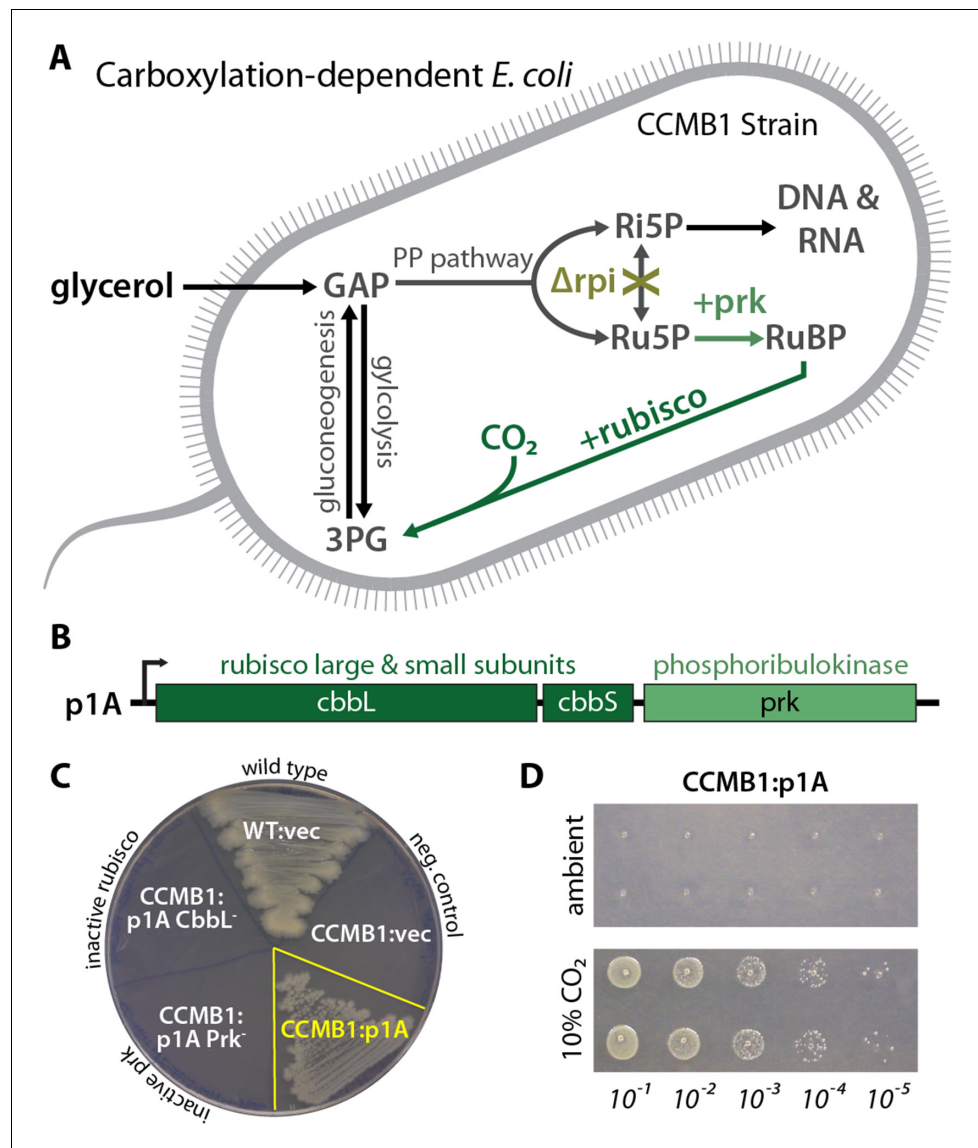 A
Carboxylation-dependent E. coli
CCMB1 Strain
DNA &
RNA
Ri5P
PP pathway
glycerol
GAP
Δrpi
+prk
Ru5P
RuBP
gluconeogenesis
gylcolysis
CO₂
+rubisco
3PG
B
rubisco large & small subunits
phosphoribulokinase
p1A
cbbL
cbbS
prk
C
wild type
WT:vec
inactive rubisco
neg. control
CCMB1:
p1A CbbL⁻
CCMB1:vec
CCMB1:
p1A Prk⁻
CCMB1:p1A
inactive prk
D
CCMB1:p1A
ambient
10% CO₂
10⁻¹
10⁻²
10⁻³
10⁻⁴
10⁻⁵